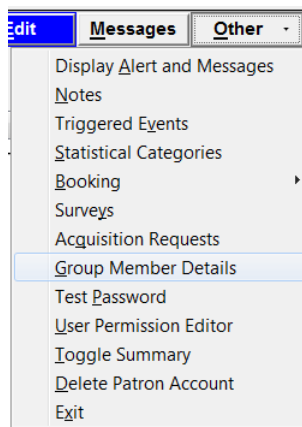 Edit Messages Other
Display Alert and Messages
Notes
Triggered Events
Statistical Categories
Booking
Surveys
Acquisition Requests
Group Member Details
Test Password
User Permission Editor
Toggle Summary
Delete Patron Account
Exit